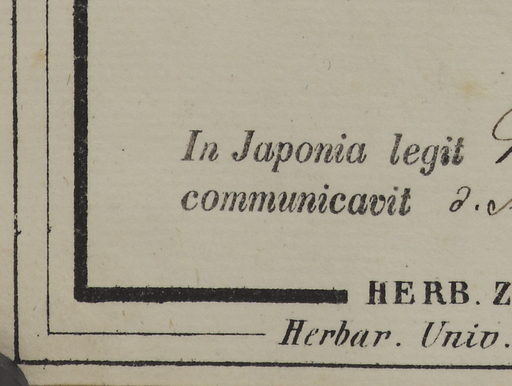 In Japonia legit
communicavit
HERB. Z
Herbar. Univ.